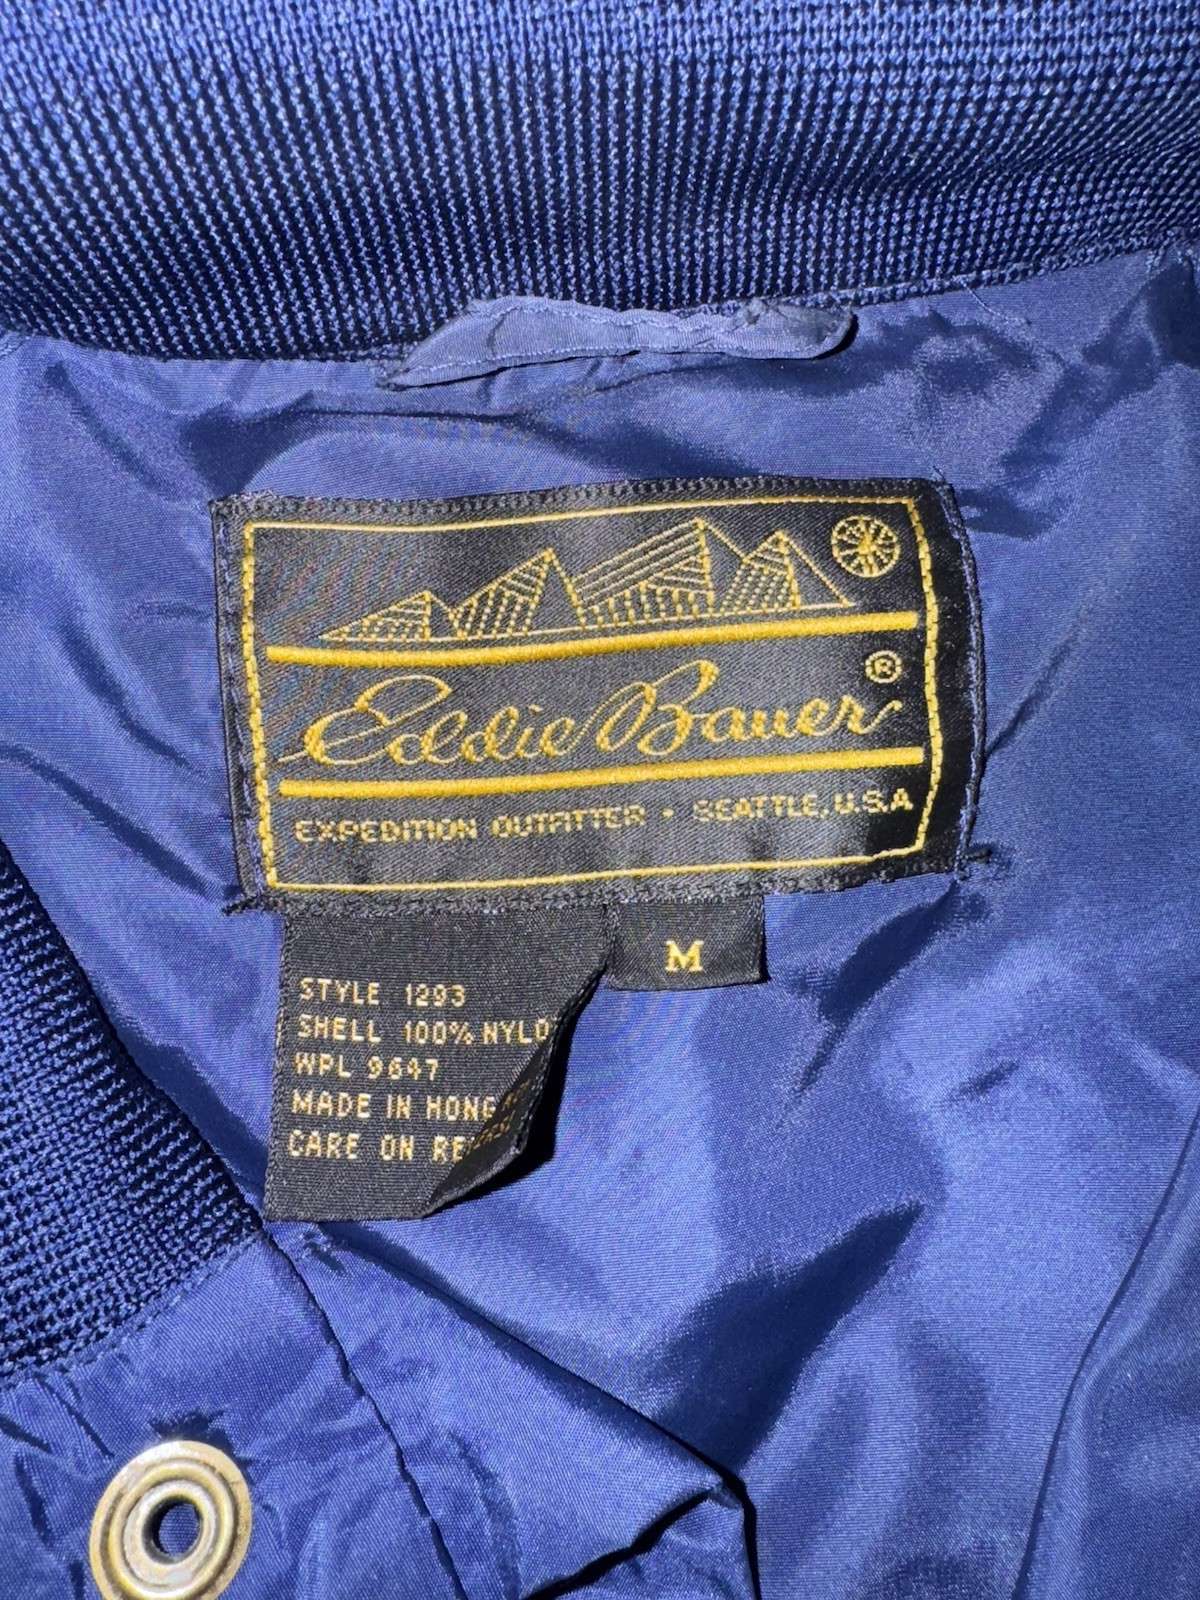 Eddie Bauer®
EXPEDITION OUTFITTER • SEATTLE, U.S.A
M
STYLE 1293
SHELL 100% NYLO
WPL 9647
MADE IN HONG
CARE ON RE